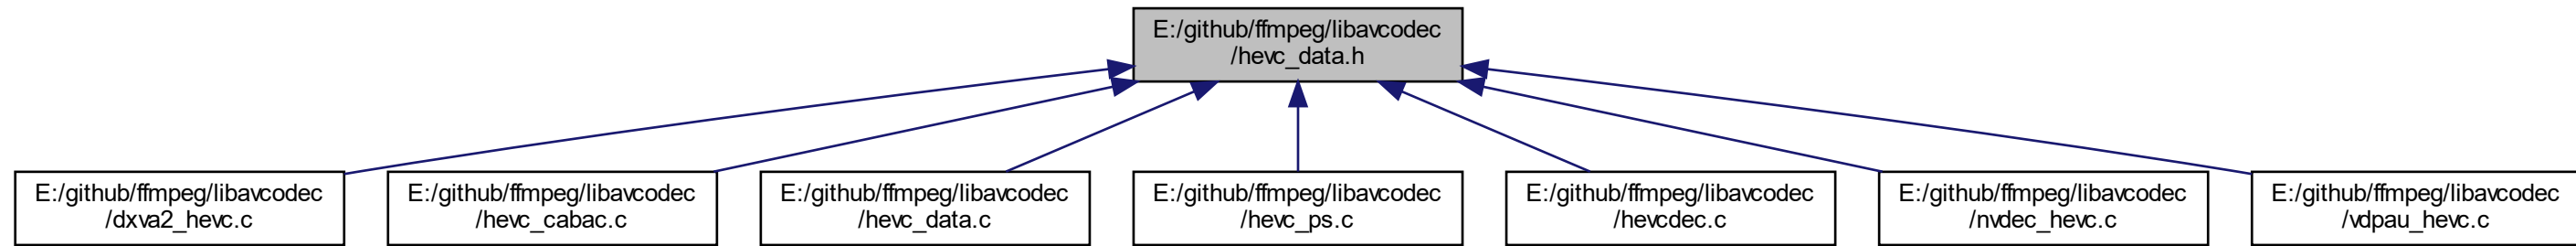 E:/github/ffmpeg/libavcodec
/hevc_data.h
E:/github/ffmpeg/libavcodec
/dxva2_hevc.c
E:/github/ffmpeg/libavcodec
/hevc_cabac.c
E:/github/ffmpeg/libavcodec
/hevc_data.c
E:/github/ffmpeg/libavcodec
/hevc_ps.c
E:/github/ffmpeg/libavcodec
/hevcdec.c
E:/github/ffmpeg/libavcodec
/nvdec_hevc.c
E:/github/ffmpeg/libavcodec
/vdpau_hevc.c